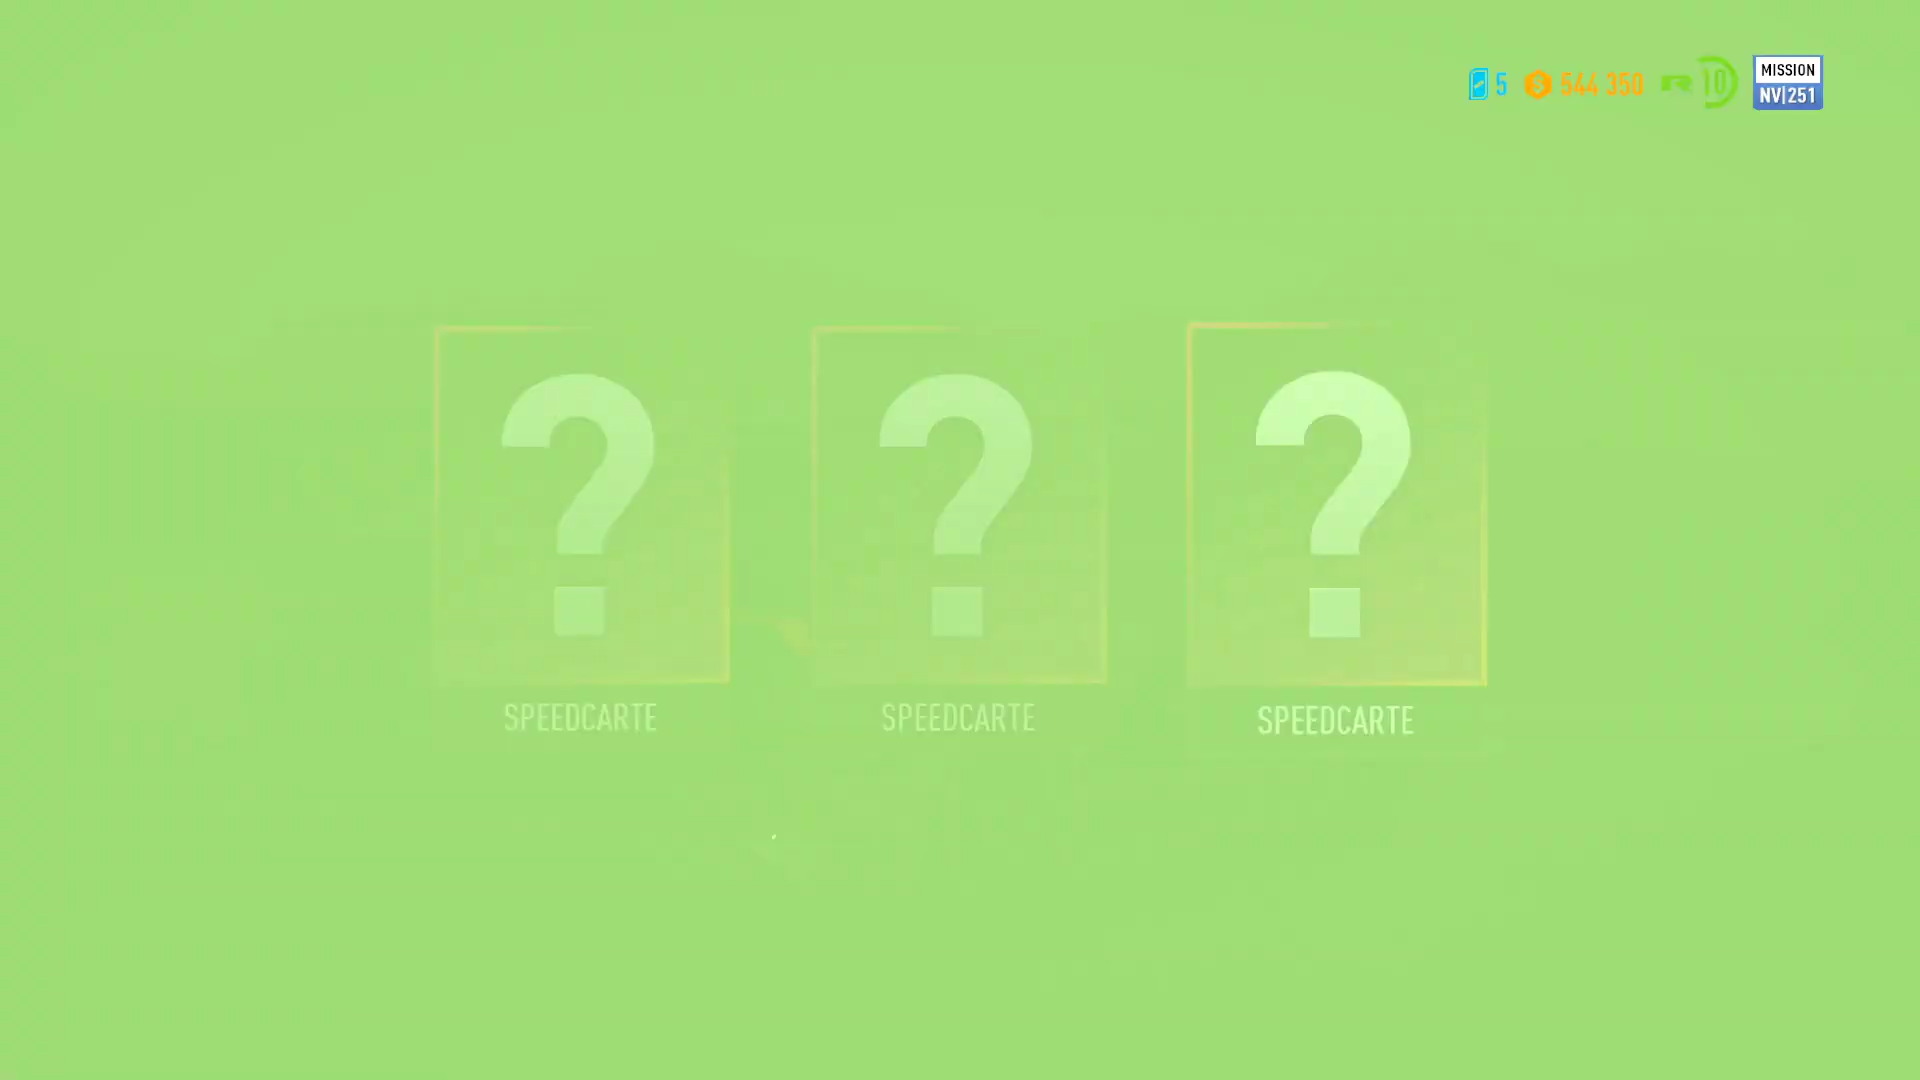 5 544 350 R 10 MISSION
NV|251
? ? ?
SPEEDCARTE SPEEDCARTE SPEEDCARTE